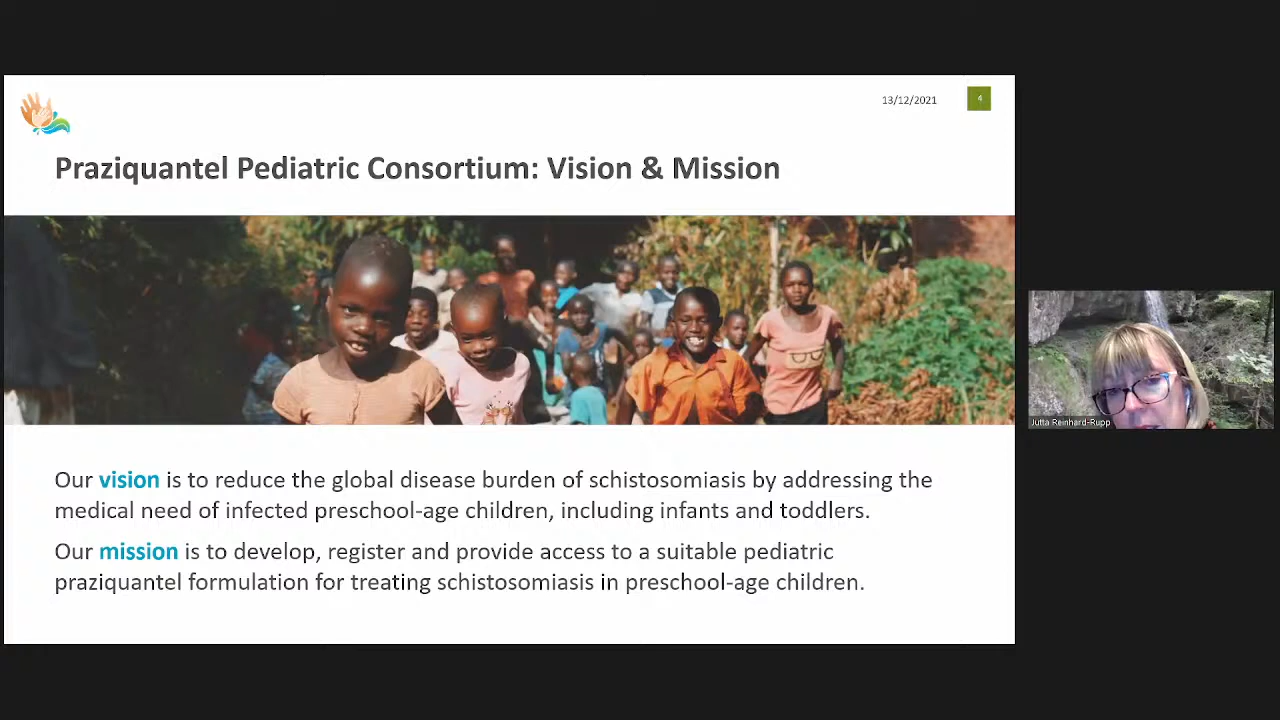 13/12/2021
4
Praziquantel Pediatric Consortium: Vision & Mission
Our vision is to reduce the global disease burden of schistosomiasis by addressing the
medical need of infected preschool-age children, including infants and toddlers.
Our mission is to develop, register and provide access to a suitable pediatric
praziquantel formulation for treating schistosomiasis in preschool-age children.
Jutta Reinhard-Rupp